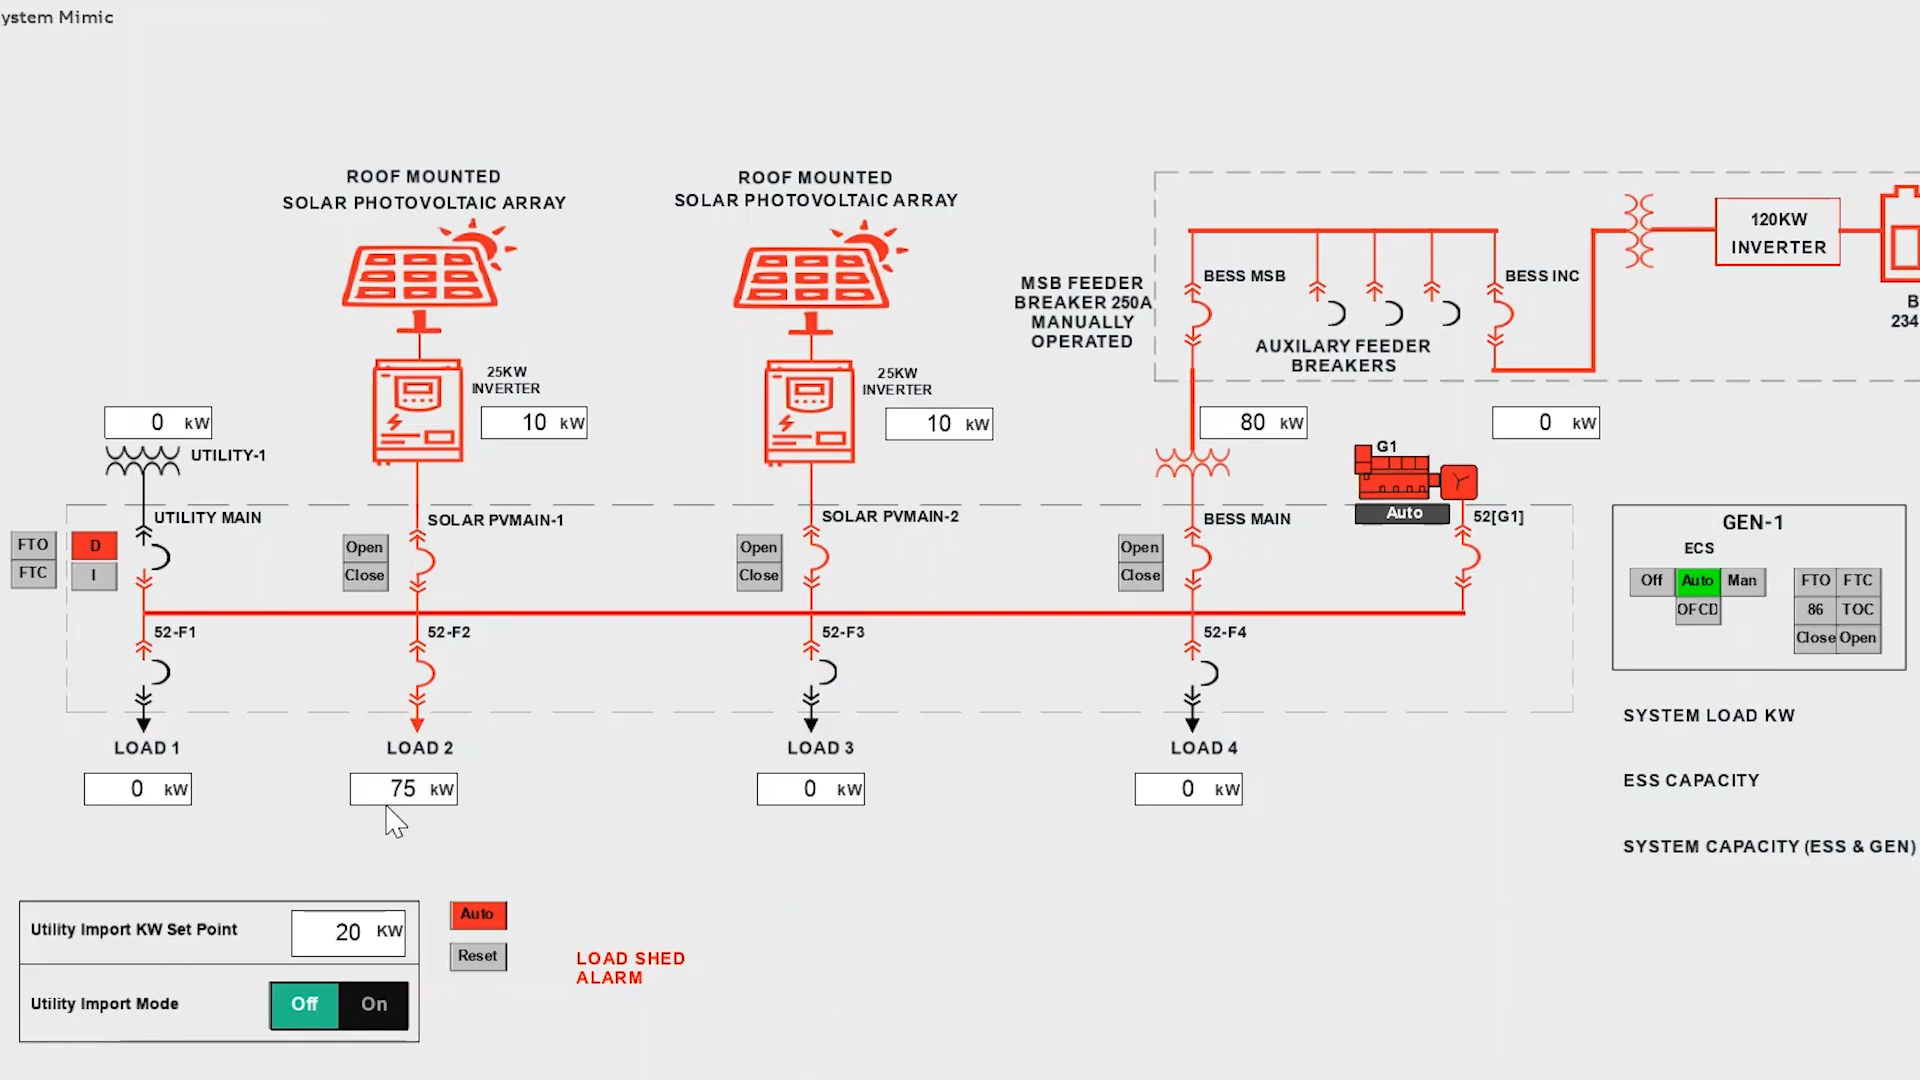 ystem Mimic
ROOF MOUNTED
SOLAR PHOTOVOLTAIC ARRAY
ROOF MOUNTED
SOLAR PHOTOVOLTAIC ARRAY
120KW
INVERTER
BESS MSB
BESS INC
MSB FEEDER
BREAKER 250A
MANUALLY
OPERATED
AUXILARY FEEDER
BREAKERS
B
234
25KW
INVERTER
25KW
INVERTER
0 kW
10 kW
10 kW
80 kW
0 kW
UTILITY-1
G1
Auto
UTILITY MAIN
SOLAR PVMAIN-1
SOLAR PVMAIN-2
BESS MAIN
52[G1]
FTO
FTC
D
I
Open
Close
Open
Close
Open
Close
GEN-1
ECS
Off Auto Man
OFCD
FTO FTC
86 TOC
Close Open
52-F1
52-F2
52-F3
52-F4
LOAD 1
LOAD 2
LOAD 3
LOAD 4
0 kW
75 kW
0 kW
0 kW
SYSTEM LOAD KW
ESS CAPACITY
SYSTEM CAPACITY (ESS & GEN)
Utility Import KW Set Point
20 KW
Utility Import Mode
Off On
Auto
Reset
LOAD SHED
ALARM